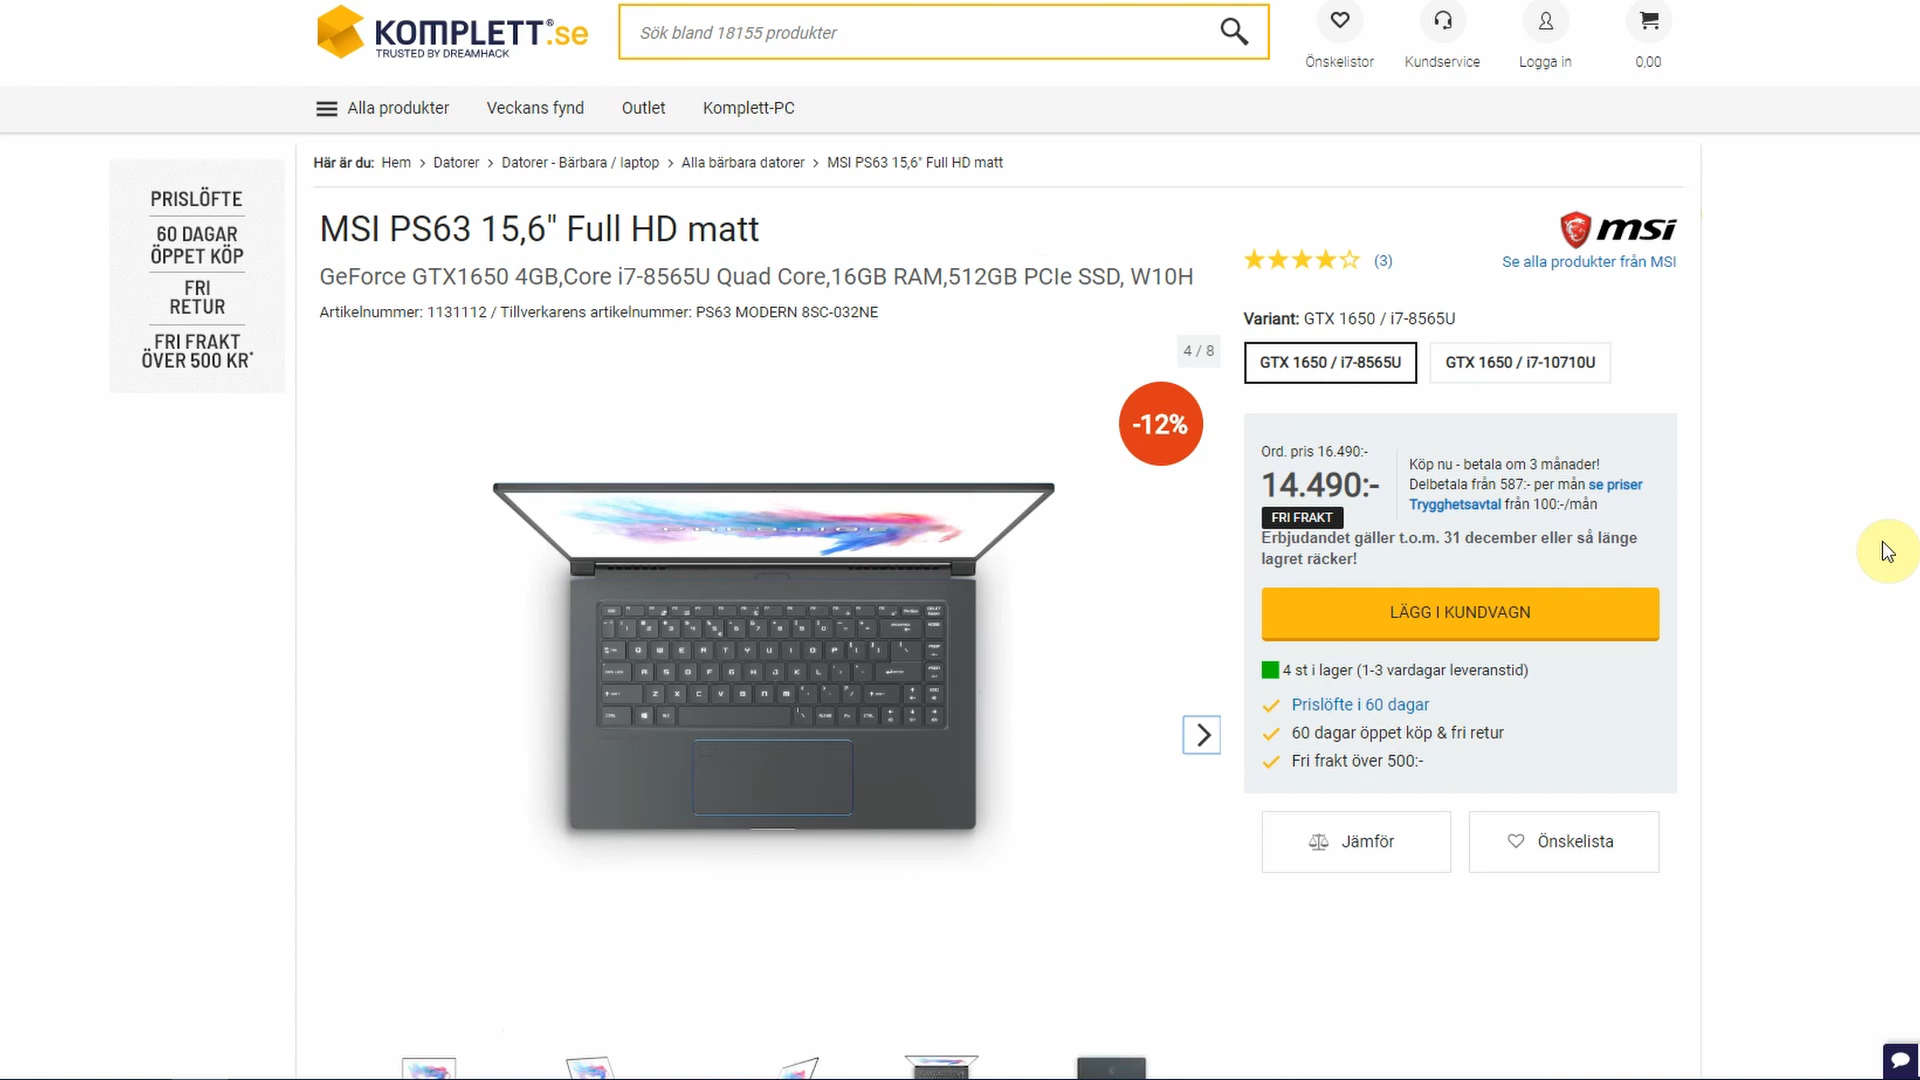 KOMPLETT®.se
TRUSTED BY DREAMHACK
Sök bland 18155 produkter
Önskelistor
Kundservice
Logga in
0,00
Alla produkter
Veckans fynd
Outlet
Komplett-PC
PRISLÖFTE
60 DAGAR
ÖPPET KÖP
FRI
RETUR
FRI FRAKT
ÖVER 500 KR*
Här är du: Hem > Datorer > Datorer - Bärbara / laptop > Alla bärbara datorer > MSI PS63 15,6" Full HD matt
MSI PS63 15,6" Full HD matt
GeForce GTX1650 4GB,Core i7-8565U Quad Core,16GB RAM,512GB PCIe SSD, W10H
Artikelnummer: 1131112 / Tillverkarens artikelnummer: PS63 MODERN 8SC-032NE
4 / 8
-12%
msi
(3)
Se alla produkter från MSI
Variant: GTX 1650 / i7-8565U
GTX 1650 / i7-8565U
GTX 1650 / i7-10710U
Ord. pris 16.490:-
14.490:-
FRI FRAKT
Köp nu - betala om 3 månader!
Delbetala från 587:- per mån se priser
Trygghetsavtal från 100:-/mån
Erbjudandet gäller t.o.m. 31 december eller så länge
lagret räcker!
LÄGG I KUNDVAGN
4 st i lager (1-3 vardagar leveranstid)
Prislöfte i 60 dagar
60 dagar öppet köp & fri retur
Fri frakt över 500:-
Jämför
Önskelista